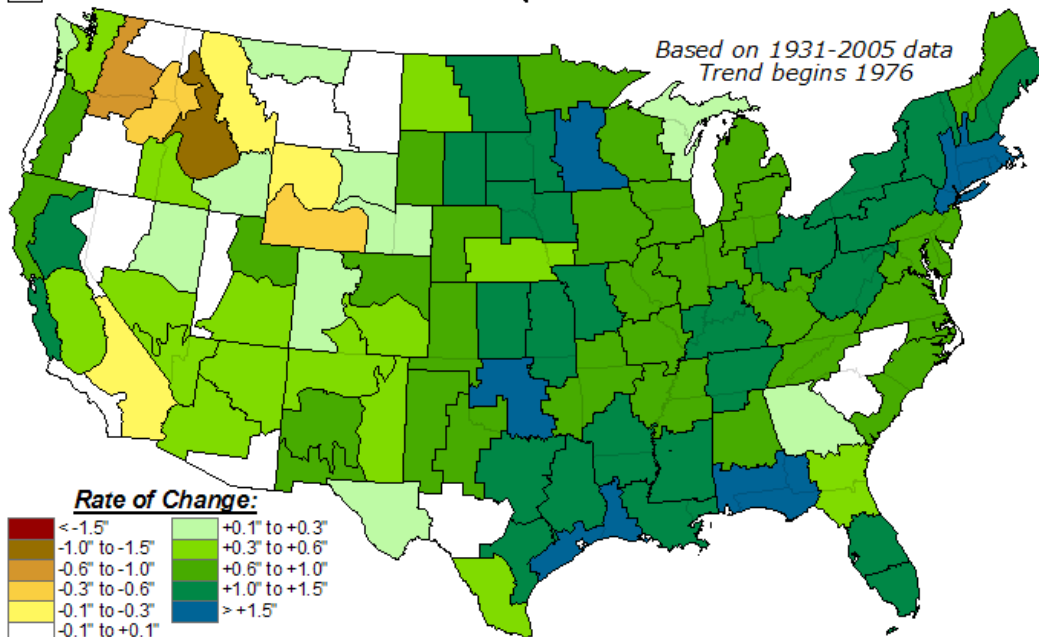 Based on 1931-2005 data
Trend begins 1976
Rate of Change:
< -1.5"
-1.0" to -1.5"
-0.6" to -1.0"
-0.3" to -0.6"
-0.1" to -0.3"
-0.1" to +0.1"
+0.1" to +0.3"
+0.3" to +0.6"
+0.6" to +1.0"
+1.0" to +1.5"
> +1.5"